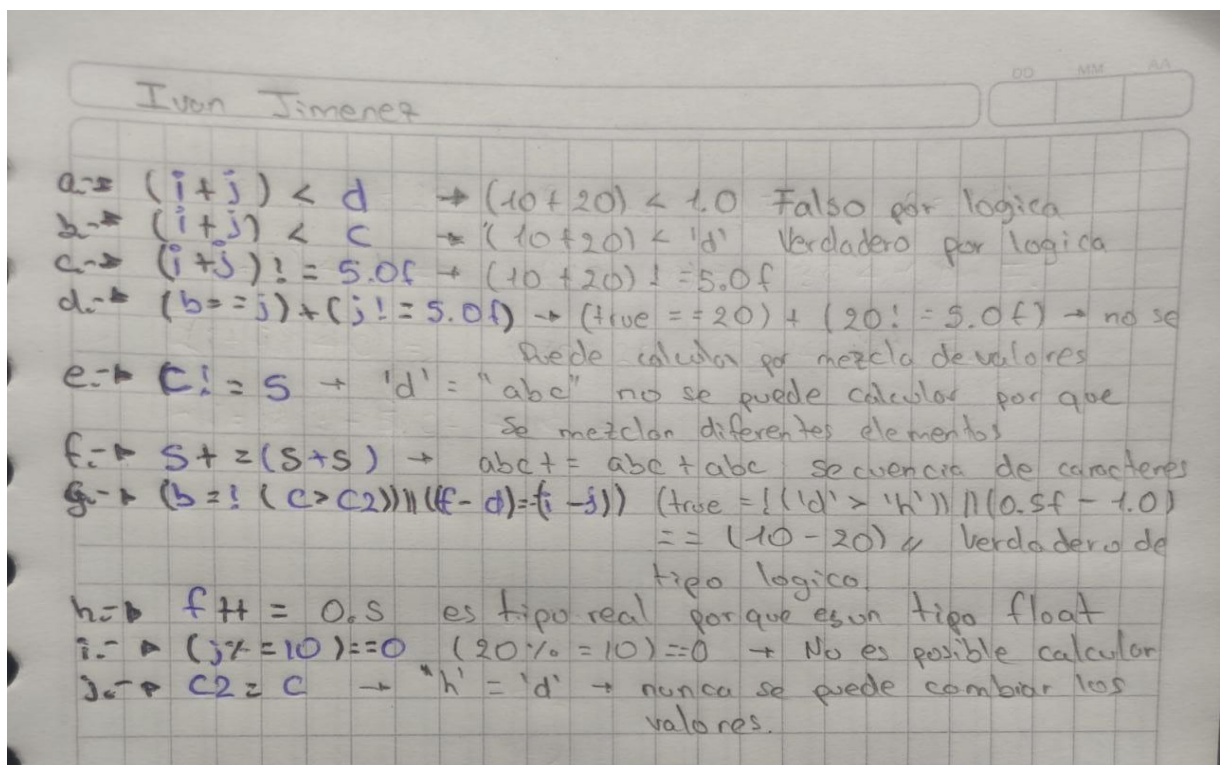 DD MM AA
Ivan Jimenez
a.-> (i+j) < d → (10+20) < 1.0 Falso por logica
b-> (i+j) < c → (10+20) < 'd' Verdadero por logica
c.-> (i+j)! = 5.0f → (10+20)! = 5.0f
d.-> (b==j)+(j!=5.0f) → (true ==20) + (20! = 5.0f) → no se
Puede calcular por mezcla de valores
e.-> C! = S → 'd' = "abc" no se puede calcular por que
Se mezclan diferentes elementos
f.-> S+=(S+S) → abc+= abc+abc secuencia de caracteres
g.-> (b=!(C>C2))||((f-d)=(i-j)) (true =!('d'>'h'))||(0.5f-1.0)
== (10-20) Verdadero de
tipo logico
h.-> f++ = 0.5 es tipo real porque es un tipo float
i.-> (j%=10)==0 (20%=10)==0 → No es posible calcular
j.-> C2=C → 'h'='d' → nunca se puede cambiar los
valores.